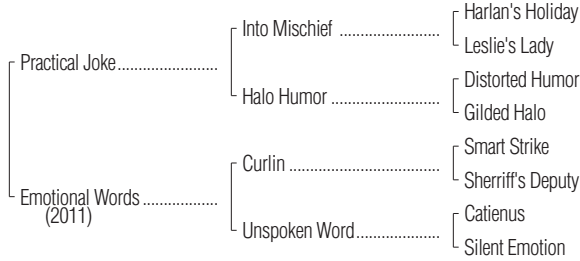 Harlan's Holiday
Into Mischief ........................
Leslie's Lady
Practical Joke........................
Distorted Humor
Halo Humor ..........................
Gilded Halo
Smart Strike
Curlin ....................................
Sherriff's Deputy
Emotional Words ..................
(2011)
Catienus
Unspoken Word....................
Silent Emotion